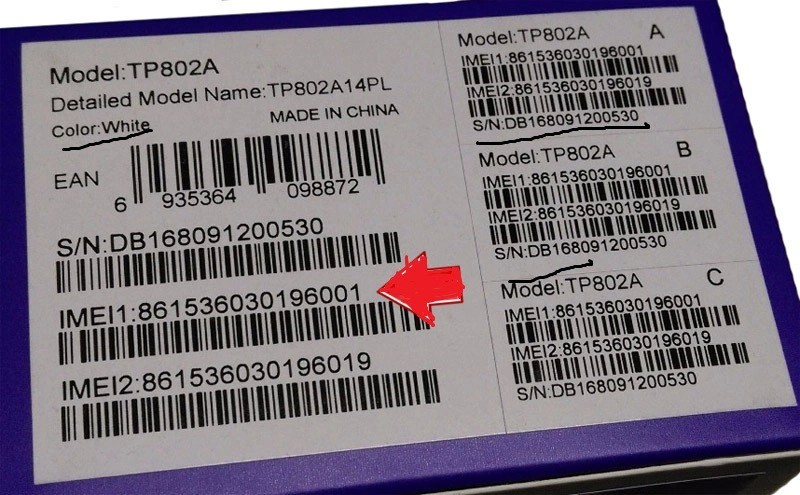 Model:TP802A
Detailed Model Name:TP802A14PL
Color:White
MADE IN CHINA
EAN
6 935364 098872
S/N:DB168091200530
IMEI1:861536030196001
IMEI2:861536030196019
Model:TP802A A
IMEI1:861536030196001
IMEI2:861536030196019
S/N:DB168091200530
Model:TP802A B
IMEI1:861536030196001
IMEI2:861536030196019
S/N:DB168091200530
Model:TP802A C
IMEI1:861536030196001
IMEI2:861536030196019
S/N:DB168091200530